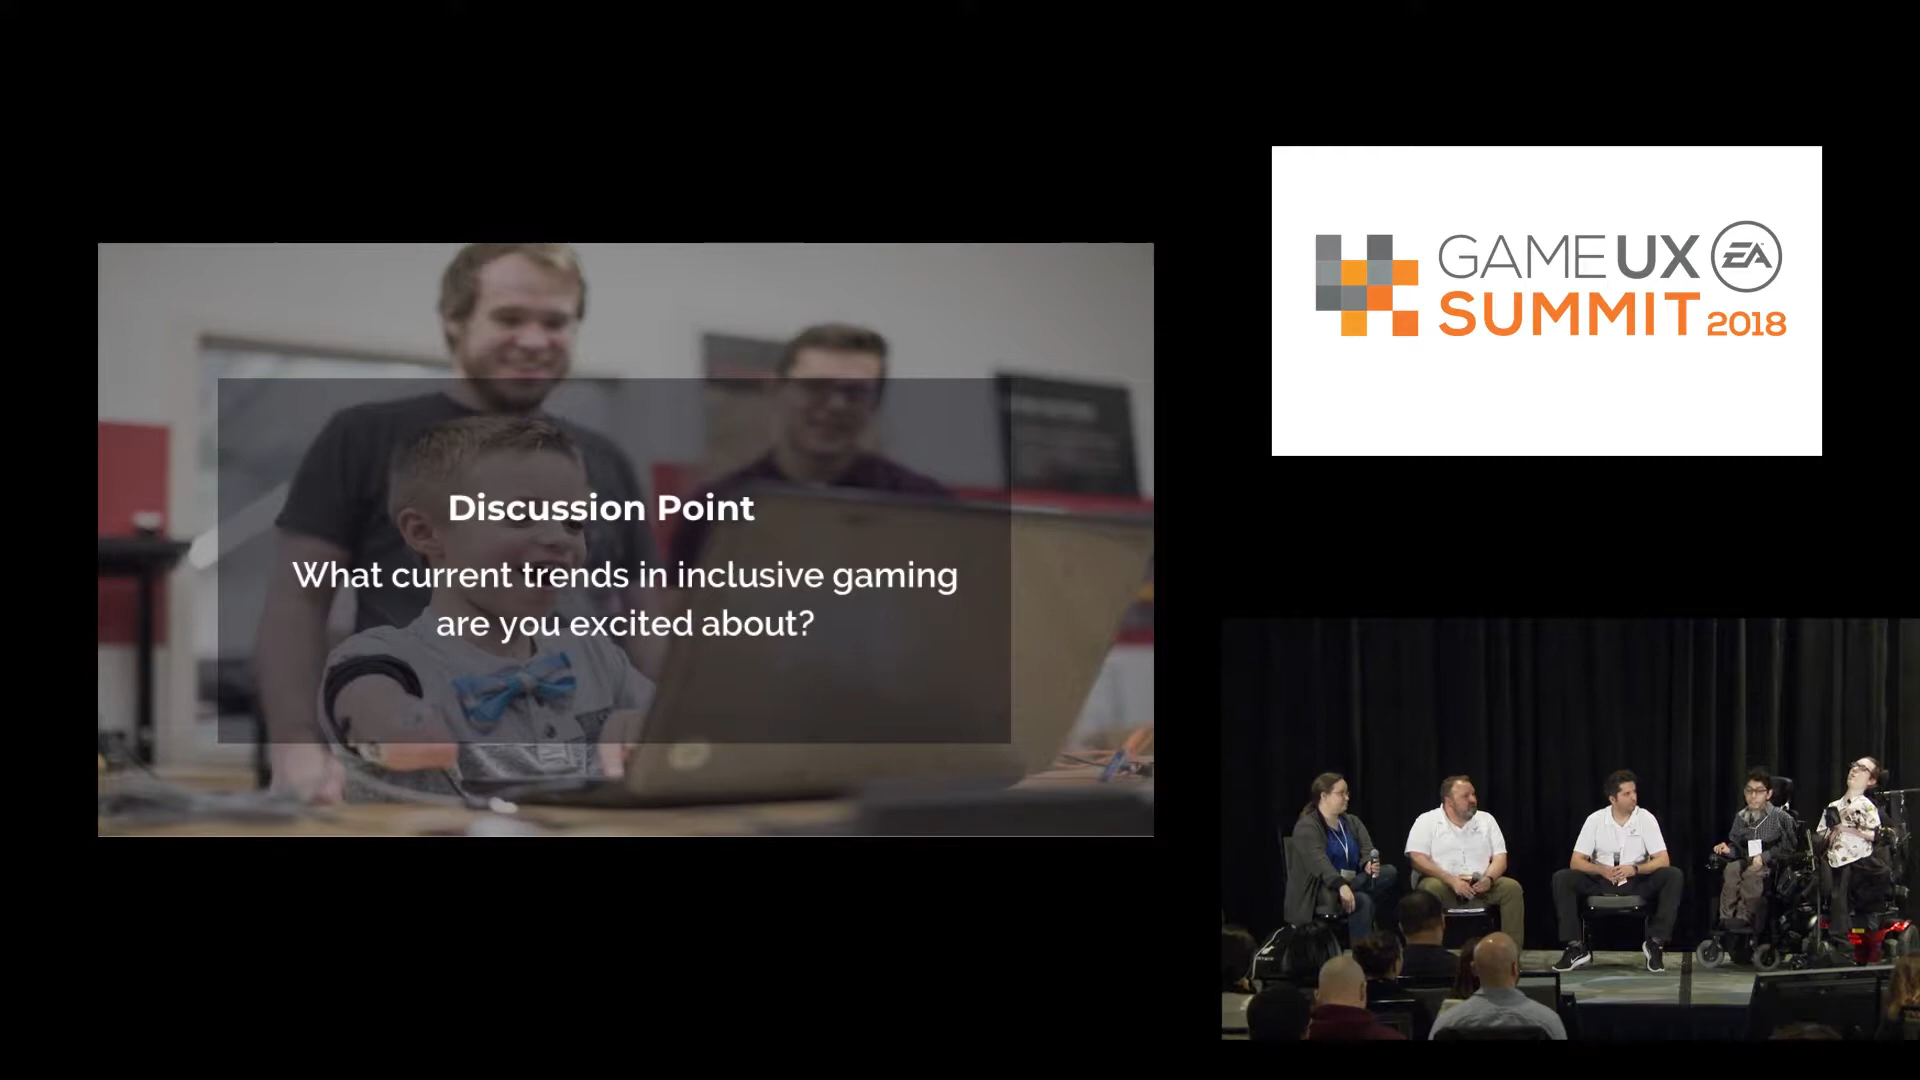 Discussion Point
What current trends in inclusive gaming
are you excited about?
GAME UX EA
SUMMIT 2018